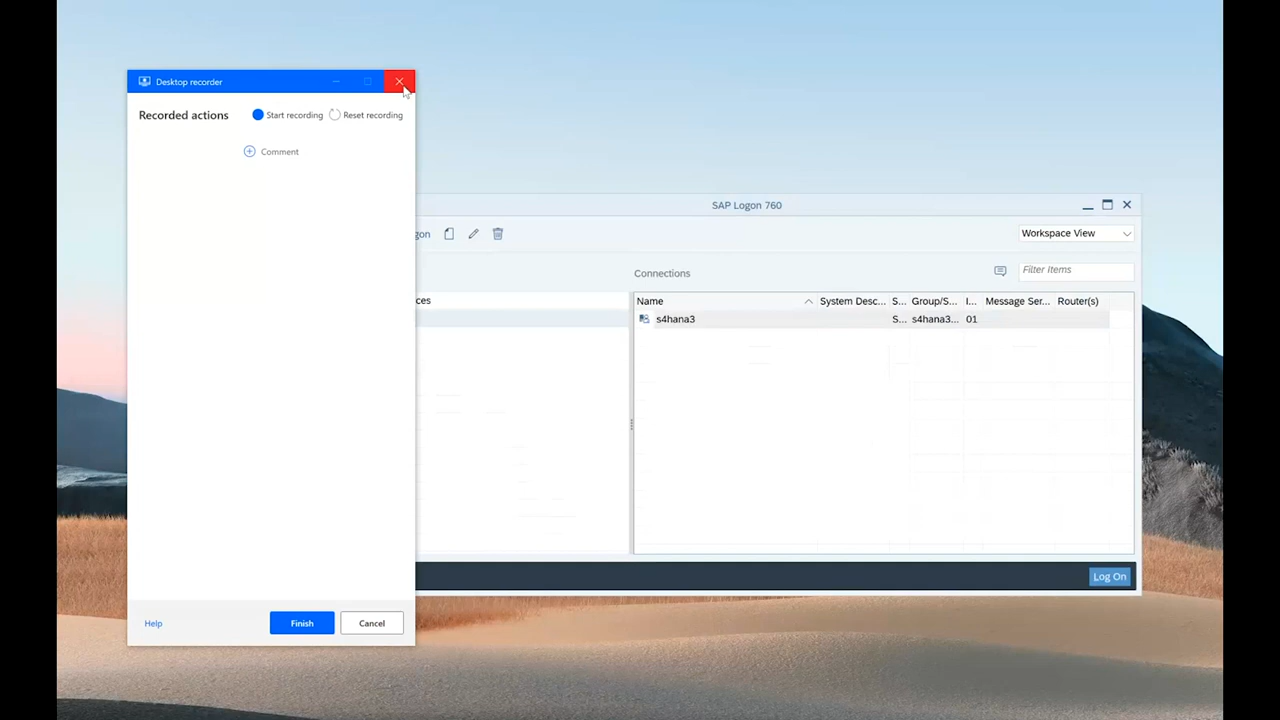 Desktop recorder
Recorded actions
Start recording
Reset recording
Comment
Help
Finish
Cancel
SAP Logon 760
gon
Workspace View
Connections
Filter Items
ces
Name
System Desc...
S...
Group/S...
I...
Message Ser...
Router(s)
s4hana3
S...
s4hana3...
01
Log On